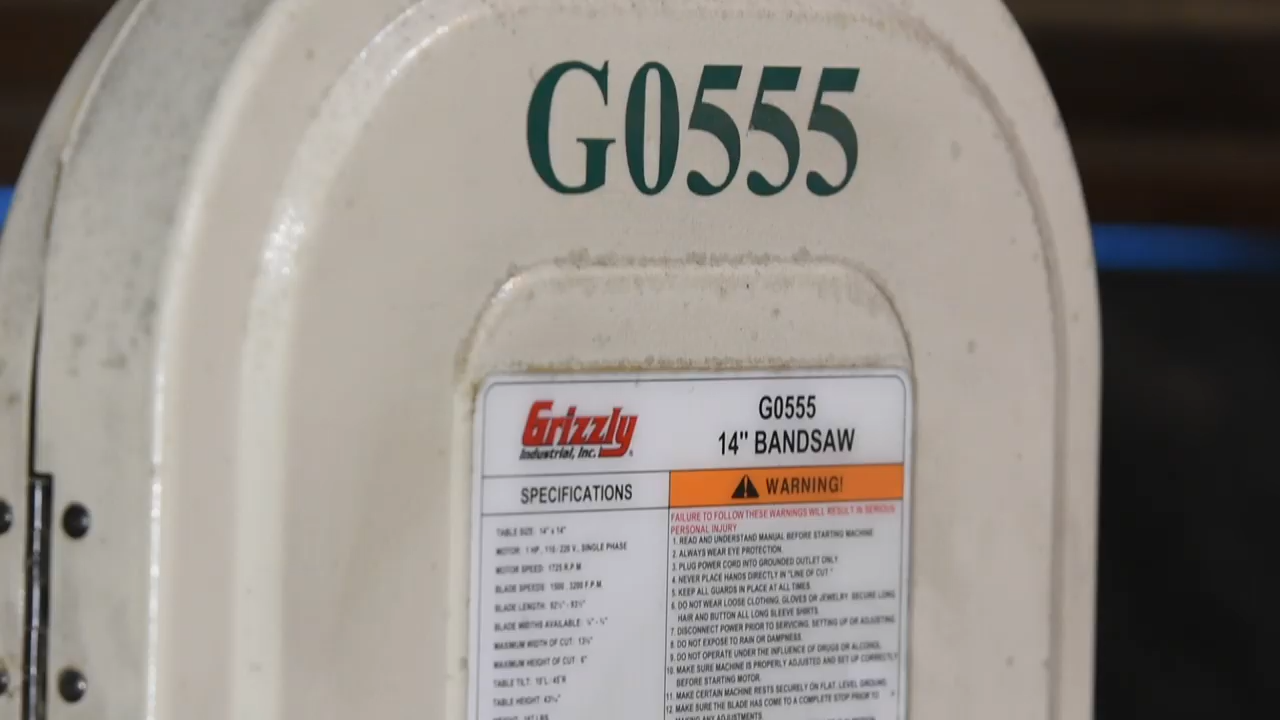 G0555
Grizzly
Industrial, Inc.
G0555
14" BANDSAW
SPECIFICATIONS
WARNING!
TABLE SIZE: 14" x 14"
MOTOR: 1 HP, 110/220 V., SINGLE PHASE
MOTOR SPEED: 1725 R.P.M.
BLADE SPEEDS: 1500, 3200 F.P.M.
BLADE LENGTH: 92½" - 93½"
BLADE WIDTHS AVAILABLE:
MAXIMUM WIDTH OF CUT: 13½"
MAXIMUM HEIGHT OF CUT: 6"
TABLE TILT: 10°L, 45°R
TABLE HEIGHT:
FAILURE TO FOLLOW THESE WARNINGS WILL RESULT IN SERIOUS
PERSONAL INJURY
1. READ AND UNDERSTAND MANUAL BEFORE STARTING MACHINE
2. ALWAYS WEAR EYE PROTECTION.
3. PLUG POWER CORD INTO GROUNDED OUTLET ONLY
4. NEVER PLACE HANDS DIRECTLY IN "LINE OF CUT."
5. KEEP ALL GUARDS IN PLACE AT ALL TIMES.
6. DO NOT WEAR LOOSE CLOTHING, GLOVES OR JEWELRY. SECURE LONG
HAIR AND BUTTON ALL LONG SLEEVE SHIRTS.
7. DISCONNECT POWER PRIOR TO SERVICING, SETTING UP OR ADJUSTING
8. DO NOT EXPOSE TO RAIN OR DAMPNESS.
9. DO NOT OPERATE UNDER THE INFLUENCE OF DRUGS OR ALCOHOL.
10. MAKE SURE MACHINE IS PROPERLY ADJUSTED AND SET UP CORRECTLY
BEFORE STARTING MOTOR.
11. MAKE CERTAIN MACHINE RESTS SECURELY ON FLAT, LEVEL GROUND.
12. MAKE SURE THE BLADE HAS COME TO A COMPLETE STOP PRIOR TO
MAKING ANY ADJUSTMENTS.